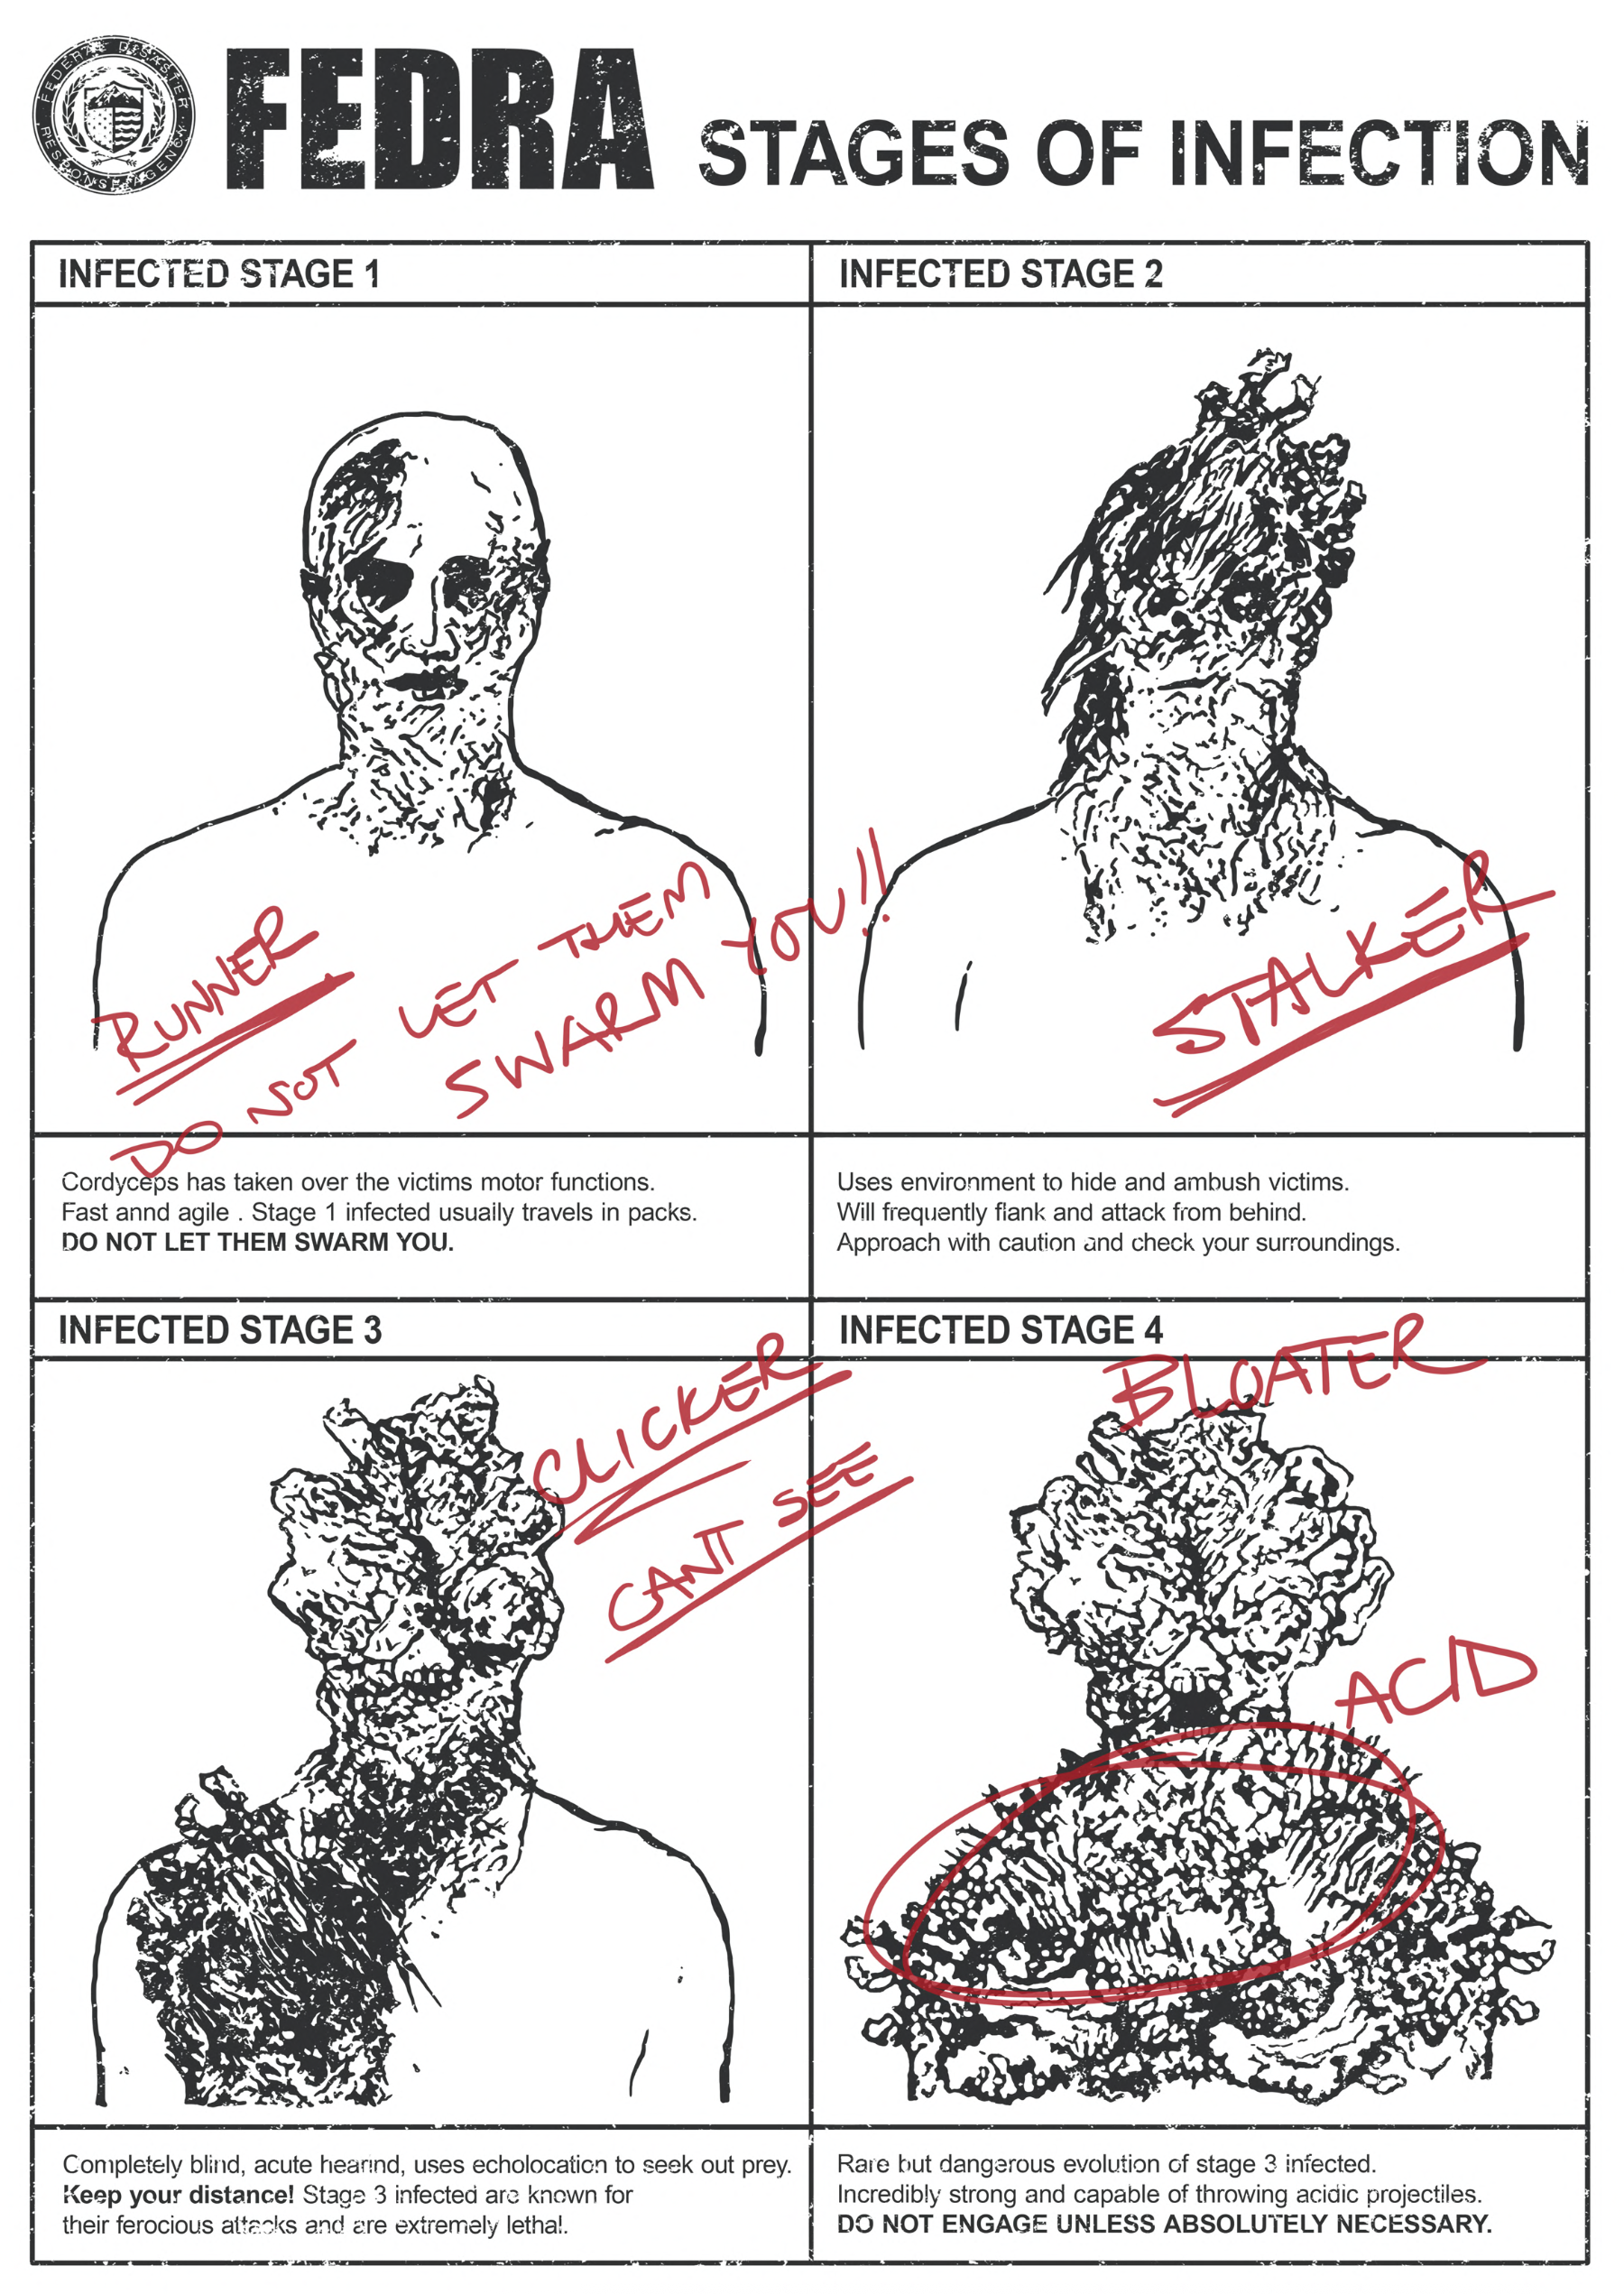 FEDERAL DISASTER RESPONSE AGENCY
FEDRA STAGES OF INFECTION
INFECTED STAGE 1
RUNNER
DO NOT LET THEM
SWARM YOU!!
Cordyceps has taken over the victims motor functions.
Fast annd agile . Stage 1 infected usually travels in packs.
DO NOT LET THEM SWARM YOU.
INFECTED STAGE 2
STALKER
Uses environment to hide and ambush victims.
Will frequently flank and attack from behind.
Approach with caution and check your surroundings.
INFECTED STAGE 3
CLICKER
CANT SEE
Completely blind, acute hearind, uses echolocation to seek out prey.
Keep your distance! Stage 3 infected are known for
their ferocious attacks and are extremely lethal.
INFECTED STAGE 4
BLOATER
ACID
Rare but dangerous evolution of stage 3 infected.
Incredibly strong and capable of throwing acidic projectiles.
DO NOT ENGAGE UNLESS ABSOLUTELY NECESSARY.